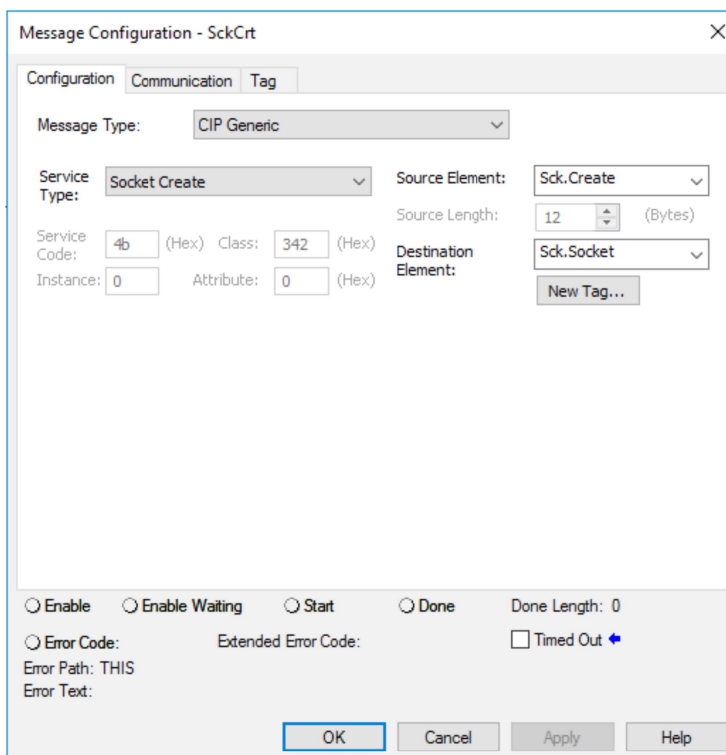 Message Configuration - SckCrt
Configuration Communication Tag
Message Type: CIP Generic
Service Type: Socket Create
Source Element: Sck.Create
Source Length: 12 (Bytes)
Service Code: 4b (Hex) Class: 342 (Hex)
Destination Element: Sck.Socket
Instance: 0 Attribute: 0 (Hex)
New Tag...
Enable Enable Waiting Start Done Done Length: 0
Error Code: Extended Error Code: Timed Out
Error Path: THIS
Error Text:
OK Cancel Apply Help